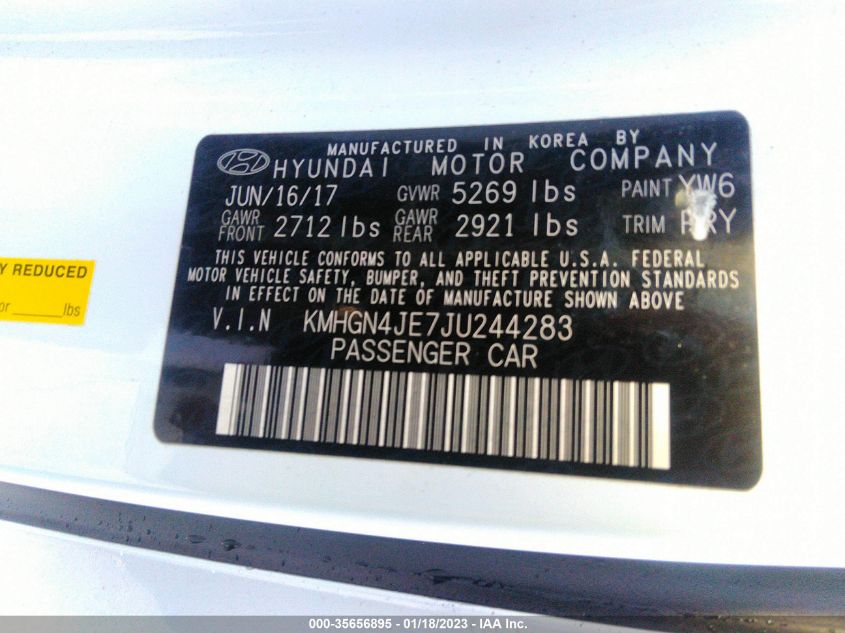 MANUFACTURED IN KOREA BY
HYUNDAI MOTOR COMPANY
JUN/16/17 GVWR 5269 lbs PAINT YW6
GAWR FRONT 2712 lbs GAWR REAR 2921 lbs TRIM
THIS VEHICLE CONFORMS TO ALL APPLICABLE U.S.A. FEDERAL
MOTOR VEHICLE SAFETY, BUMPER, AND THEFT PREVENTION STANDARDS
IN EFFECT ON THE DATE OF MANUFACTURE SHOWN ABOVE
V.I.N KMHGN4JE7JU244283
PASSENGER CAR
Y REDUCED
or ____lbs
000-35656895 - 01/18/2023 - IAA Inc.